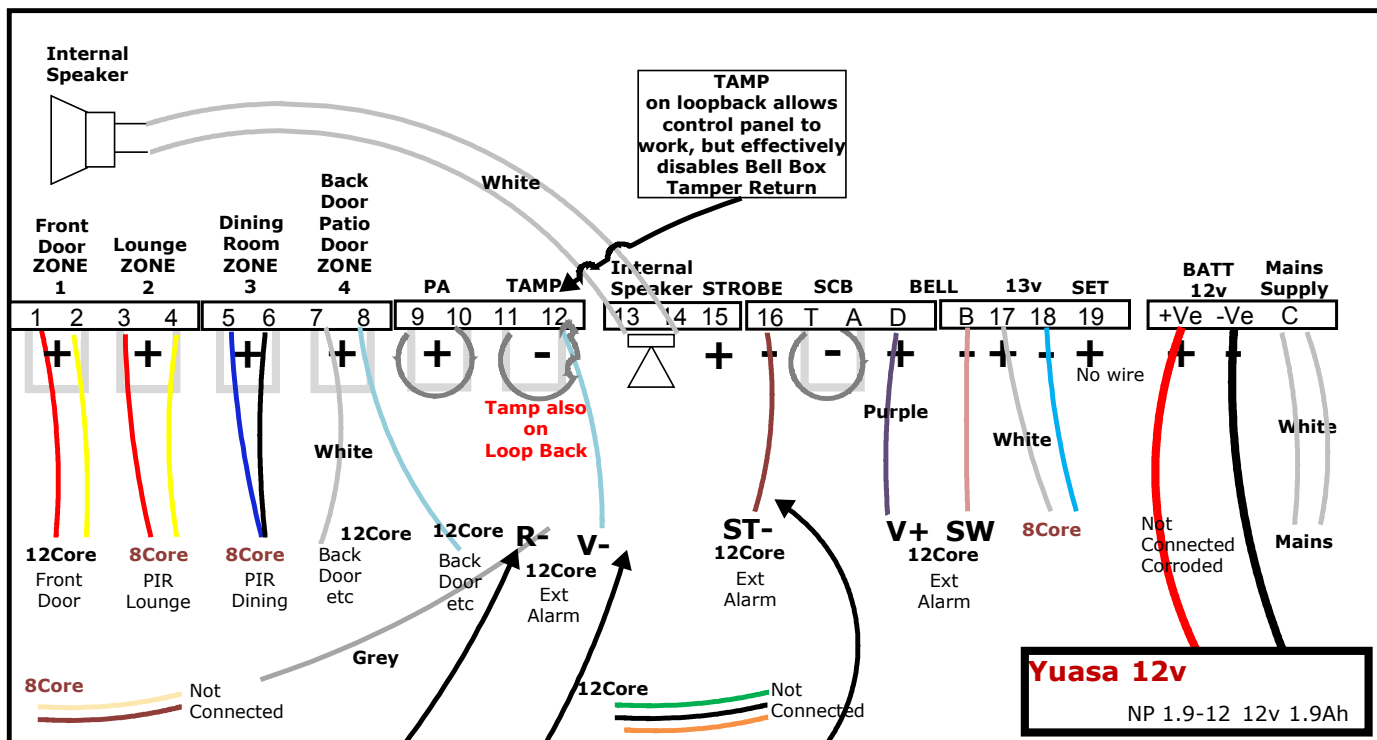 Internal
Speaker
TAMP
on loopback allows
control panel to
work, but effectively
disables Bell Box
Tamper Return
White
Front
Door
ZONE
1
Lounge
ZONE
2
Dining
Room
ZONE
3
Back
Door
Patio
Door
ZONE
4
PA
TAMP
Internal
Speaker
STROBE
SCB
BELL
13v
SET
BATT
12v
Mains
Supply
1 2 3 4 5 6 7 8 9 10 11 12 13 14 15 16 T A D B 17 18 19 +Ve -Ve C
+ + + + + - + - - + - + - + + -
No wire
Tamp also
on
Loop Back
White
Purple
White
White
12Core
Front
Door
8Core
PIR
Lounge
8Core
PIR
Dining
12Core
Back
Door
etc
12Core
Back
Door
etc
R-
V-
12Core
Ext
Alarm
ST-
12Core
Ext
Alarm
V+ SW
12Core
Ext
Alarm
8Core
Not
Connected
Corroded
Mains
Grey
8Core
Not
Connected
12Core
Not
Connected
Yuasa 12v
NP 1.9-12 12v 1.9Ah